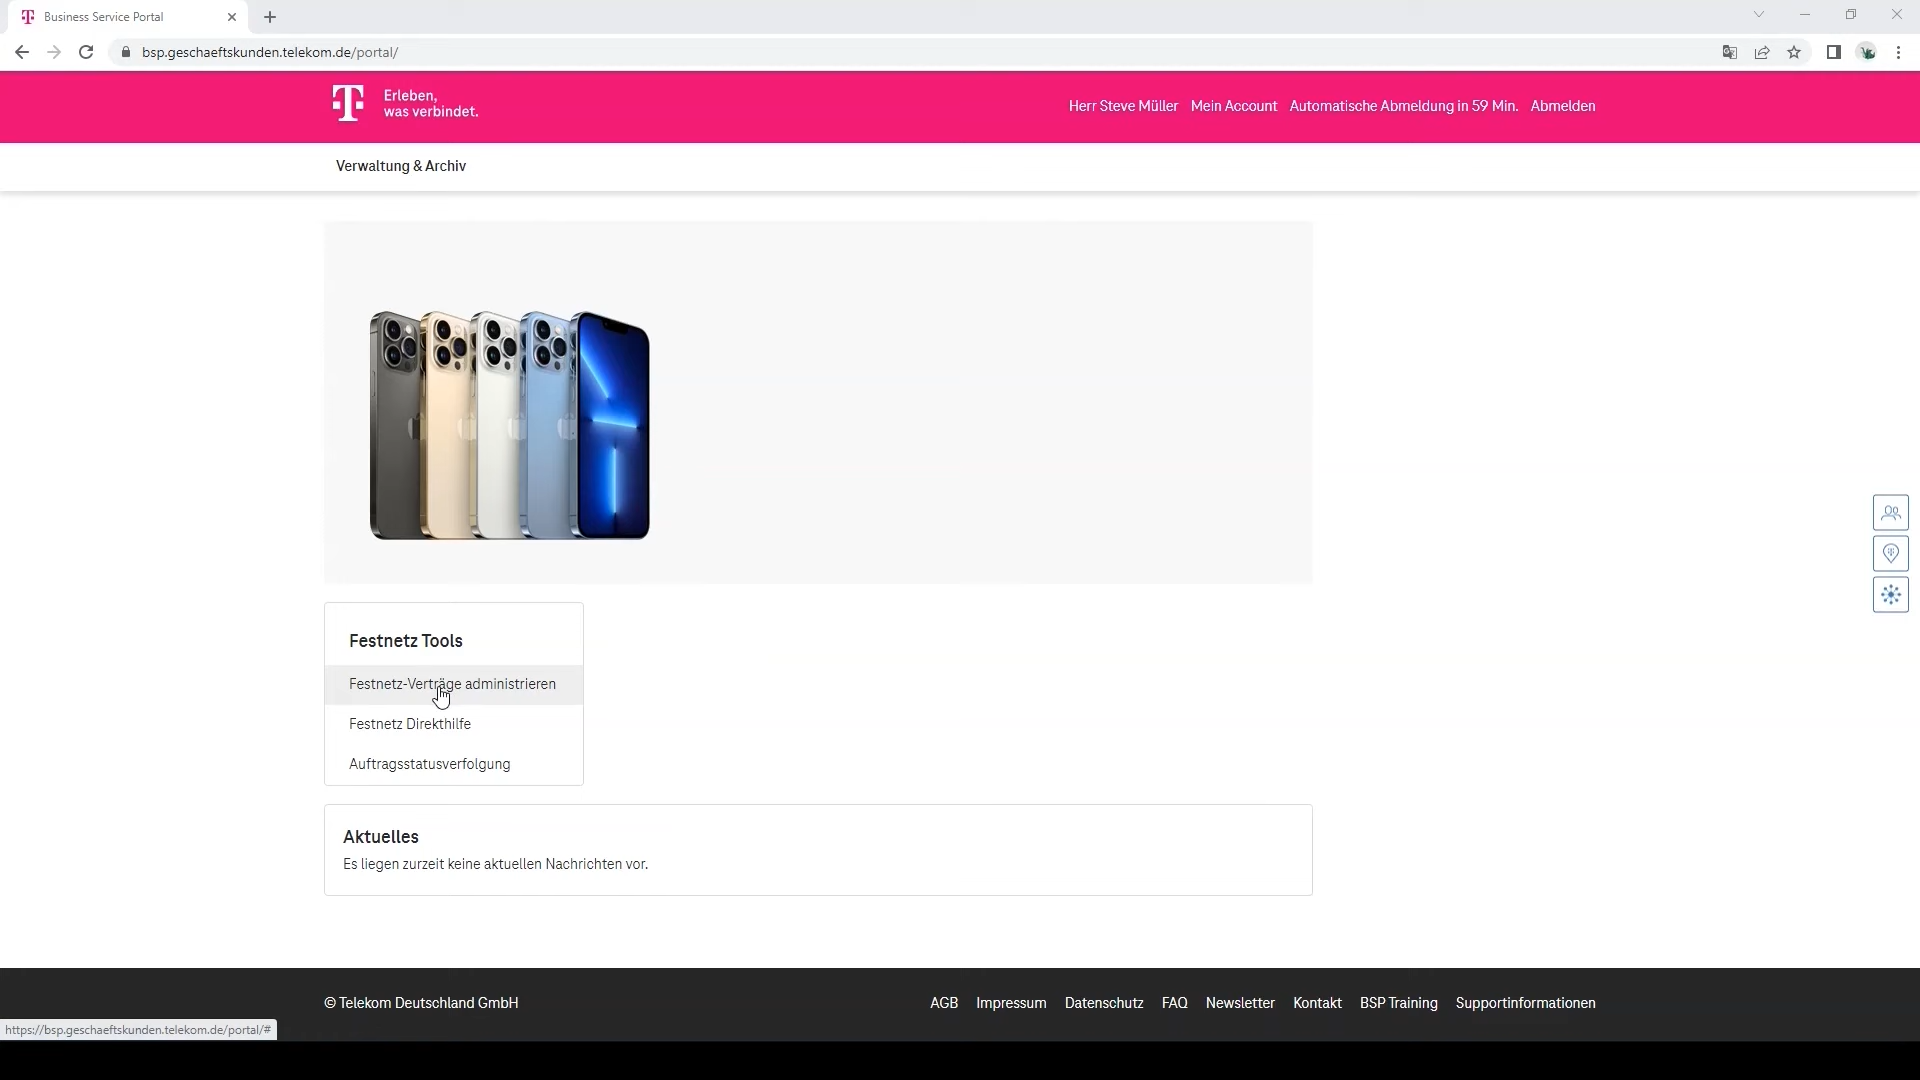 Business Service Portal
bsp.geschaeftskunden.telekom.de/portal/
Erleben,
was verbindet.
Herr Steve Müller Mein Account Automatische Abmeldung in 59 Min. Abmelden
Verwaltung & Archiv
Festnetz Tools
Festnetz-Verträge administrieren
Festnetz Direkthilfe
Auftragsstatusverfolgung
Aktuelles
Es liegen zurzeit keine aktuellen Nachrichten vor.
© Telekom Deutschland GmbH
AGB Impressum Datenschutz FAQ Newsletter Kontakt BSP Training Supportinformationen
https://bsp.geschaeftskunden.telekom.de/portal/#